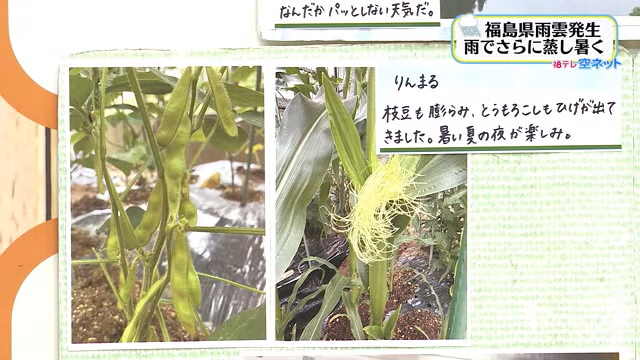 なんだかパッとしない天気だ。
福島県雨雲発生
雨でさらに蒸し暑く
福テレ空ネット
りんまる
枝豆も膨らみ、とうもろこしもひげが出て
きました。暑い夏の夜が楽しみ。